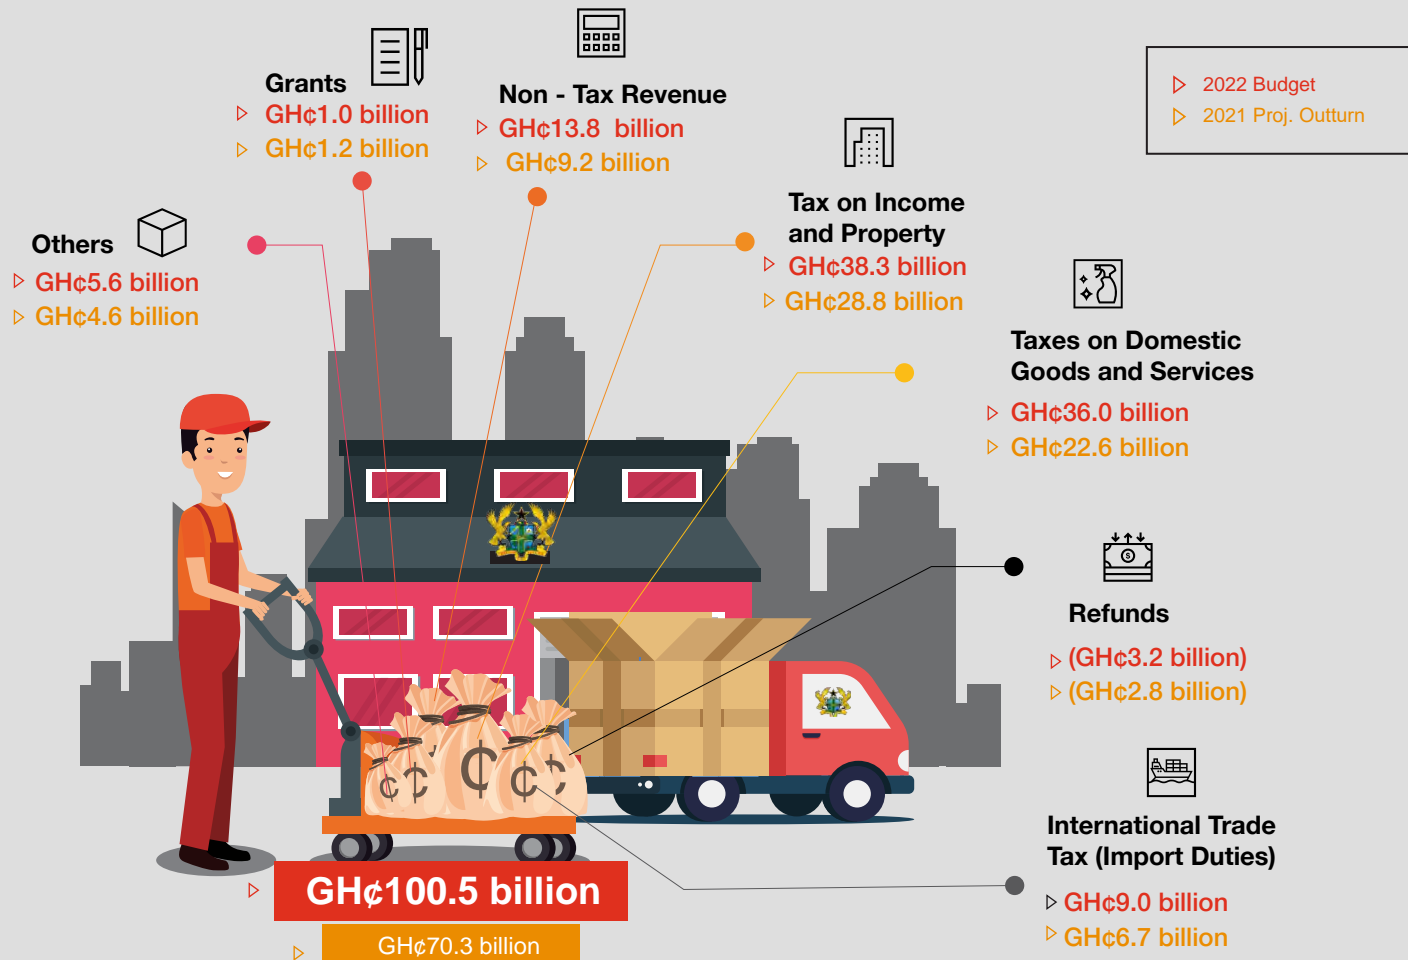 Grants
GH¢1.0 billion
GH¢1.2 billion
Non - Tax Revenue
GH¢13.8 billion
GH¢9.2 billion
2022 Budget
2021 Proj. Outturn
Tax on Income
and Property
GH¢38.3 billion
GH¢28.8 billion
Others
GH¢5.6 billion
GH¢4.6 billion
Taxes on Domestic
Goods and Services
GH¢36.0 billion
GH¢22.6 billion
Refunds
(GH¢3.2 billion)
(GH¢2.8 billion)
International Trade
Tax (Import Duties)
GH¢9.0 billion
GH¢6.7 billion
¢
¢
¢
¢
¢
GH¢100.5 billion
GH¢70.3 billion